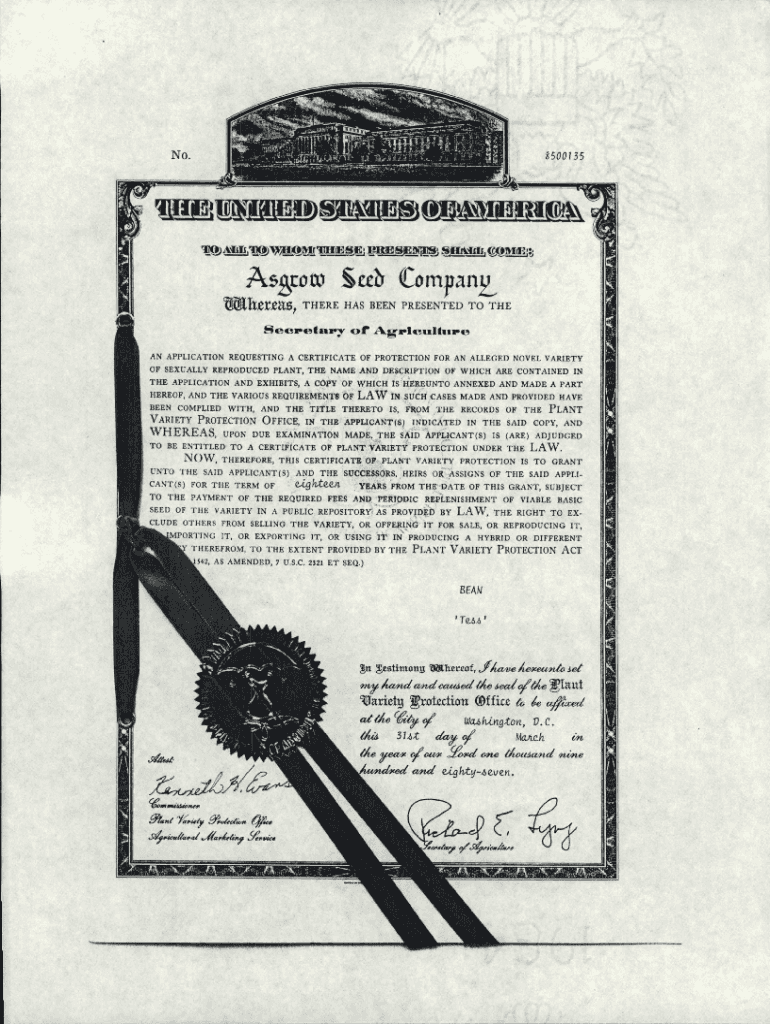 No. 8500135
THE UNITED STATES OF AMERICA
TO ALL TO WHOM THESE PRESENTS SHALL COME:
Asgrow Seed Company
Whereas, THERE HAS BEEN PRESENTED TO THE
Secretary of Agriculture
AN APPLICATION REQUESTING A CERTIFICATE OF PROTECTION FOR AN ALLEGED NOVEL VARIETY
OF SEXUALLY REPRODUCED PLANT, THE NAME AND DESCRIPTION OF WHICH ARE CONTAINED IN
THE APPLICATION AND EXHIBITS, A COPY OF WHICH IS HEREUNTO ANNEXED AND MADE A PART
HEREOF, AND THE VARIOUS REQUIREMENTS OF LAW IN SUCH CASES MADE AND PROVIDED HAVE
BEEN COMPLIED WITH, AND THE TITLE THERETO IS, FROM THE RECORDS OF THE PLANT
VARIETY PROTECTION OFFICE, IN THE APPLICANT(S) INDICATED IN THE SAID COPY, AND
WHEREAS, UPON DUE EXAMINATION MADE, THE SAID APPLICANT(S) IS (ARE) ADJUDGED
TO BE ENTITLED TO A CERTIFICATE OF PLANT VARIETY PROTECTION UNDER THE LAW.
NOW, THEREFORE, THIS CERTIFICATE OF PLANT VARIETY PROTECTION IS TO GRANT
UNTO THE SAID APPLICANT(S) AND THE SUCCESSORS, HEIRS OR ASSIGNS OF THE SAID APPLI-
CANT(S) FOR THE TERM OF eighteen YEARS FROM THE DATE OF THIS GRANT, SUBJECT
TO THE PAYMENT OF THE REQUIRED FEES AND PERIODIC REPLENISHMENT OF VIABLE BASIC
SEED OF THE VARIETY IN A PUBLIC REPOSITORY AS PROVIDED BY LAW, THE RIGHT TO EX-
CLUDE OTHERS FROM SELLING THE VARIETY, OR OFFERING IT FOR SALE, OR REPRODUCING IT,
IMPORTING IT, OR EXPORTING IT, OR USING IT IN PRODUCING A HYBRID OR DIFFERENT
THEREFROM, TO THE EXTENT PROVIDED BY THE PLANT VARIETY PROTECTION ACT
1542, AS AMENDED, 7 U.S.C. 2321 ET SEQ.)
BEAN
'Tess'
In Testimony Whereof, I have hereunto set
my hand and caused the seal of the Plant
Variety Protection Office to be affixed
at the City of Washington, D.C.
this 31st day of March in
the year of our Lord one thousand nine
hundred and eighty-seven.
Attest:
Kenneth H. Evans
Commissioner
Plant Variety Protection Office
Agricultural Marketing Service
Richard E. Lyng
Secretary of Agriculture